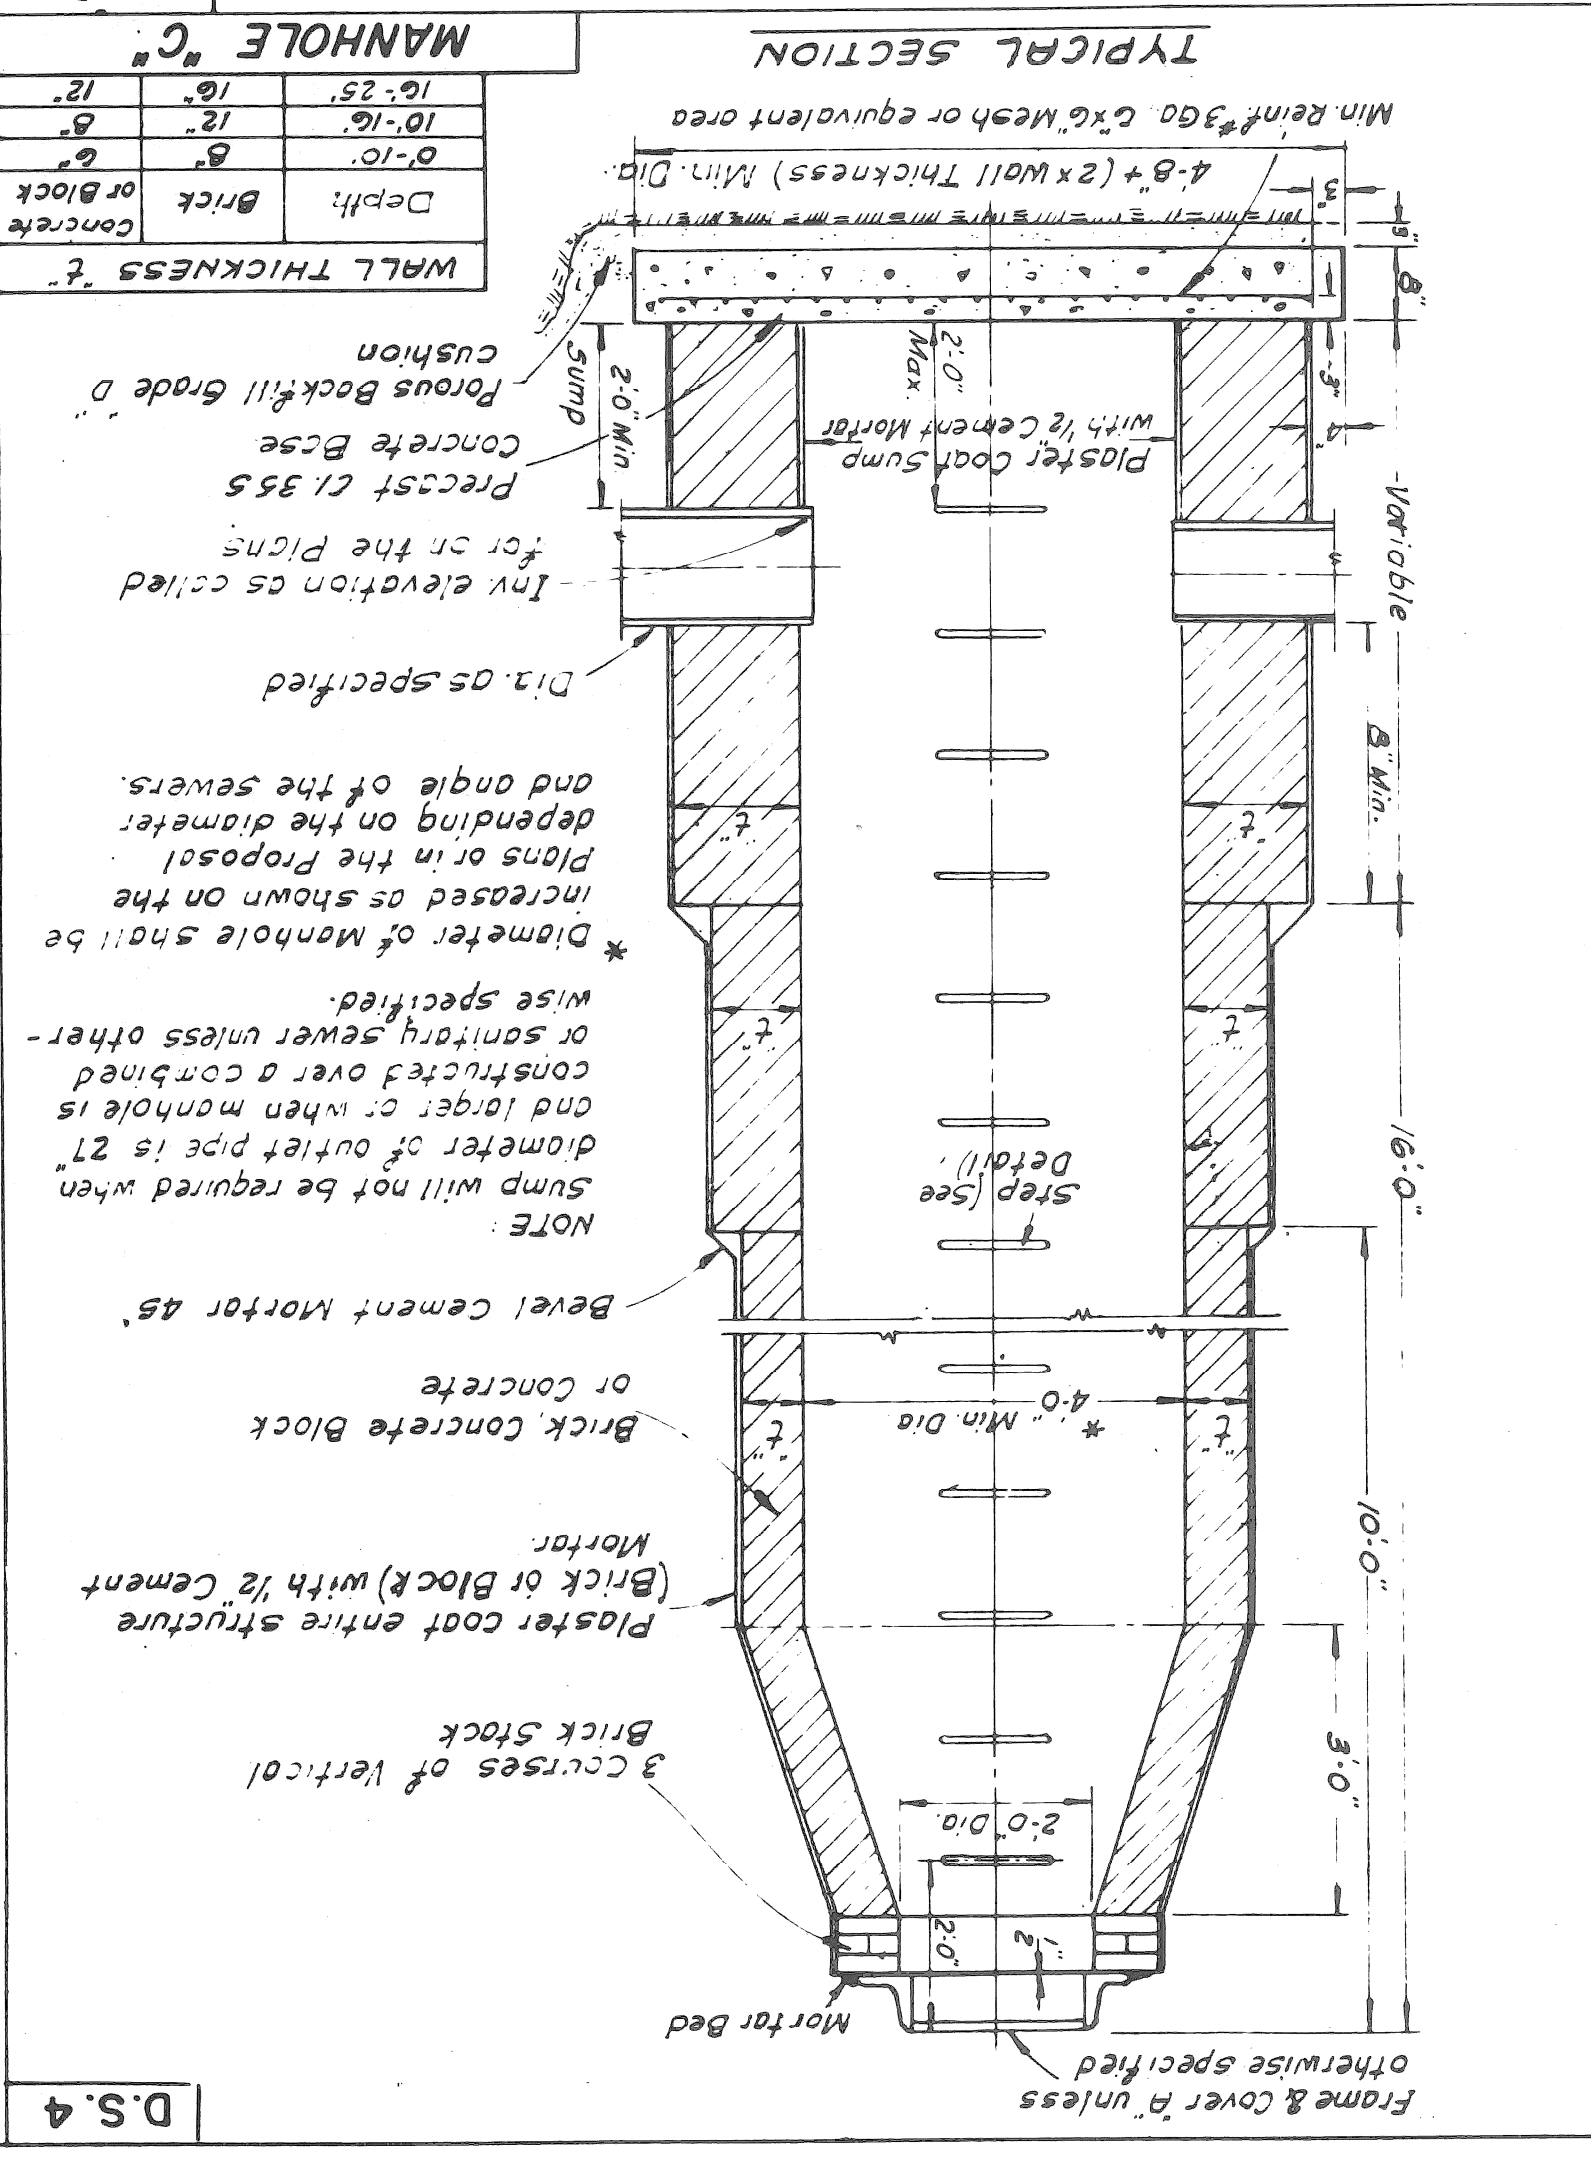 D.S.4
Frame & Cover "A" unless
otherwise specified
Mortar Bed
1/2"
2'-0"
2'-0" Dia.
3'-0"
10'-0"
16'-0"
3 Courses of Vertical
Brick Stack
Plaster coat entire structure
(Brick or Block) with 1/2" Cement
Mortar.
Brick, Concrete Block
or Concrete
"t"
* 4'-0" Min. Dia
"t"
Bevel Cement Mortar 45°
Step (See
Detail)
NOTE:
Sump will not be required when
diameter of outlet pipe is 27"
and larger or when manhole is
constructed over a combined
or sanitary sewer unless other-
wise specified.
"t"
"t"
* Diameter of Manhole shall be
increased as shown on the
Plans or in the Proposal
depending on the diameter
and angle of the sewers.
"t"
"t"
8" Min.
Variable
Dia. as specified
Inv. elevation as called
for on the Plans
Plaster Coat Sump
with 1/2" Cement Mortar
Precast Cl. 35 S
Concrete Base
2'-0"
Max.
2'-0" Min.
Sump
4"
3"
8"
3"
Porous Backfill Grade "D"
cushion
4'-8" + (2 x Wall Thickness) Min. Dia.
Min. Reinf. #3 Ga. 6"x6" Mesh or equivalent area
TYPICAL SECTION
WALL THICKNESS "t"
Depth Brick Concrete
or Block
0'-10' 8" 6"
10'-16' 12" 8"
16'-25' 16" 12"
MANHOLE "C"